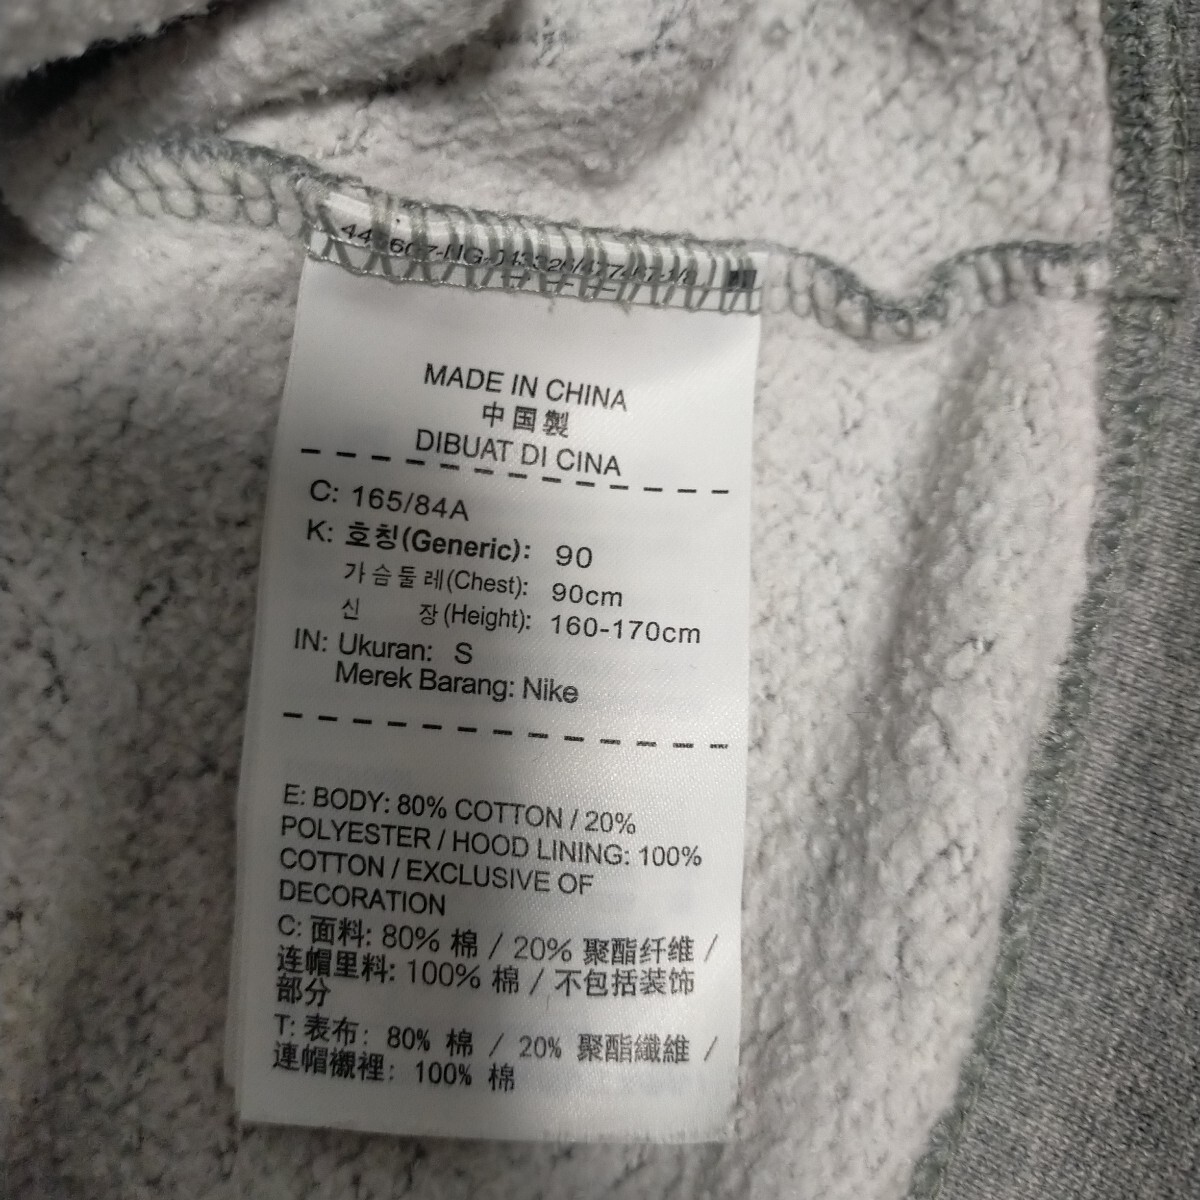 MADE IN CHINA
中国製
DIBUAT DI CINA
C: 165/84A
K: 호칭(Generic): 90
가슴둘레(Chest): 90cm
신 장(Height): 160-170cm
IN: Ukuran: S
Merek Barang: Nike
E: BODY: 80% COTTON / 20%
POLYESTER / HOOD LINING: 100%
COTTON / EXCLUSIVE OF
DECORATION
C: 面料: 80% 棉 / 20% 聚酯纤维 /
连帽里料: 100% 棉 / 不包括装饰
部分
T: 表布: 80% 棉 / 20% 聚酯纖維 /
連帽襯裡: 100% 棉